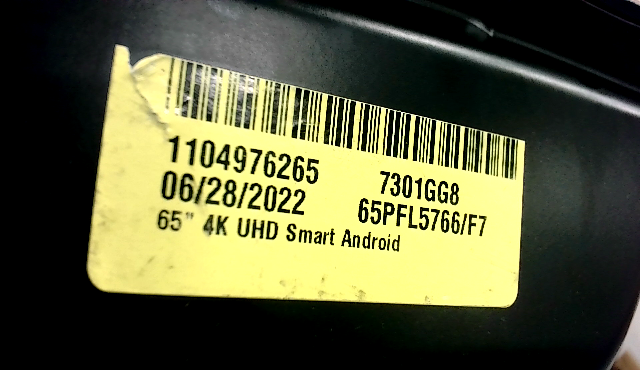 1104976265 7301GG8
06/28/2022 65PFL5766/F7
65" 4K UHD Smart Android